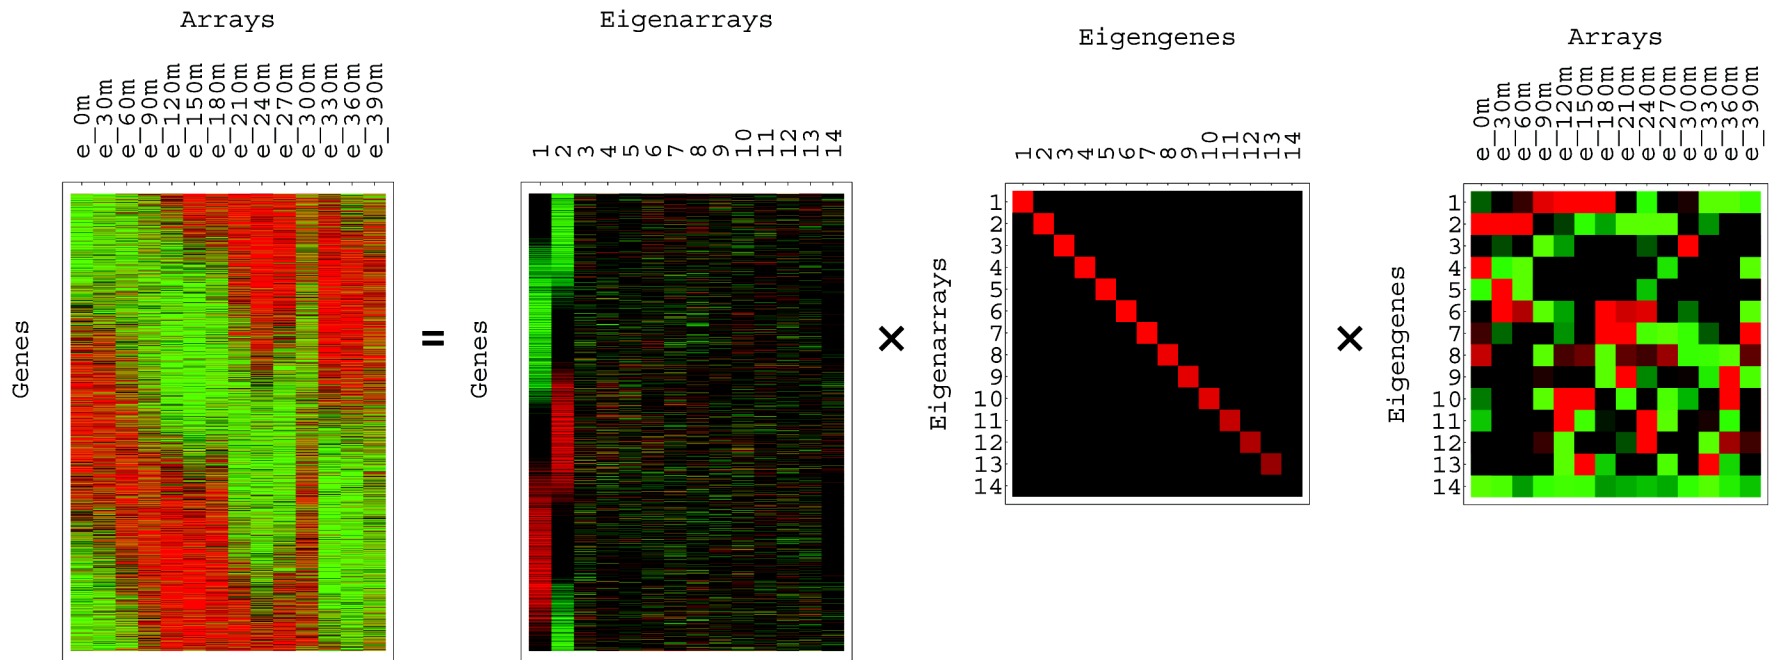 Arrays
Eigenarrays
Eigengenes
Arrays
e_0m
e_30m
e_60m
e_90m
e_120m
e_150m
e_180m
e_210m
e_240m
e_270m
e_300m
e_330m
e_360m
e_390m
1
2
3
4
5
6
7
8
9
10
11
12
13
14
1
2
3
4
5
6
7
8
9
10
11
12
13
14
e_0m
e_30m
e_60m
e_90m
e_120m
e_150m
e_180m
e_210m
e_240m
e_270m
e_300m
e_330m
e_360m
e_390m
Genes
=
Genes
×
Eigenarrays
1
2
3
4
5
6
7
8
9
10
11
12
13
14
×
Eigengenes
1
2
3
4
5
6
7
8
9
10
11
12
13
14